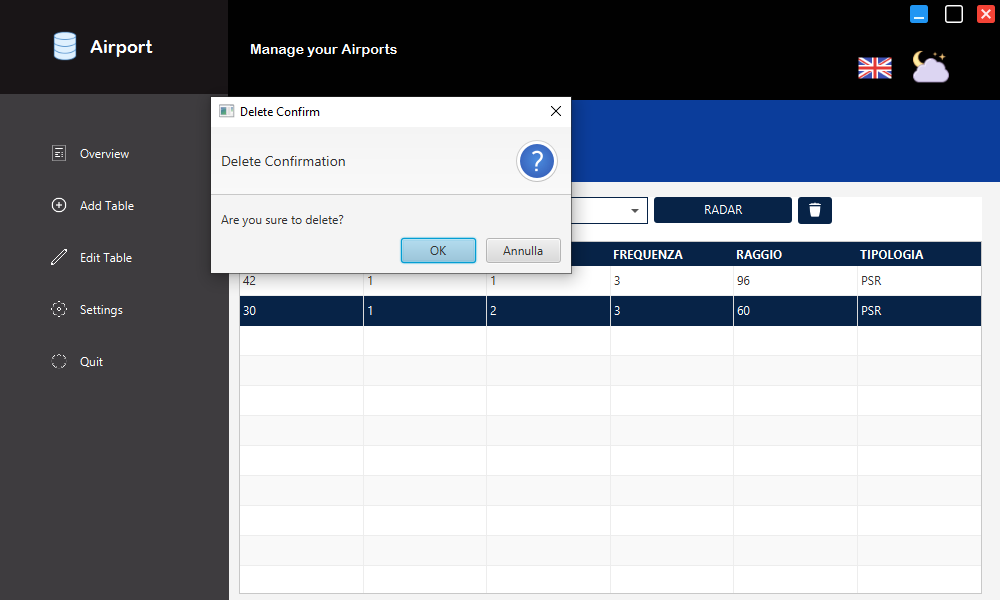 Airport
Manage your Airports
Overview
Add Table
Edit Table
Settings
Quit
Delete Confirm
Delete Confirmation
?
Are you sure to delete?
OK Annulla
RADAR
FREQUENZA RAGGIO TIPOLOGIA
42 1 1 3 96 PSR
30 1 2 3 60 PSR